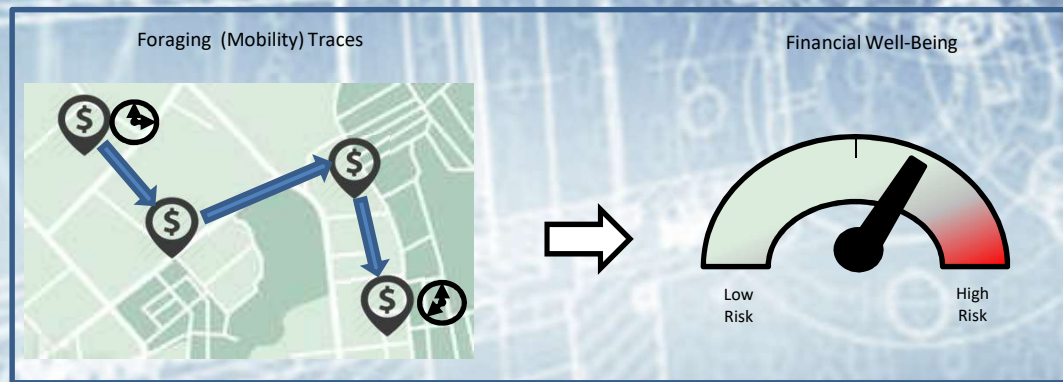 Foraging (Mobility) Traces
Financial Well-Being
$
$
$
$
Low
Risk
High
Risk